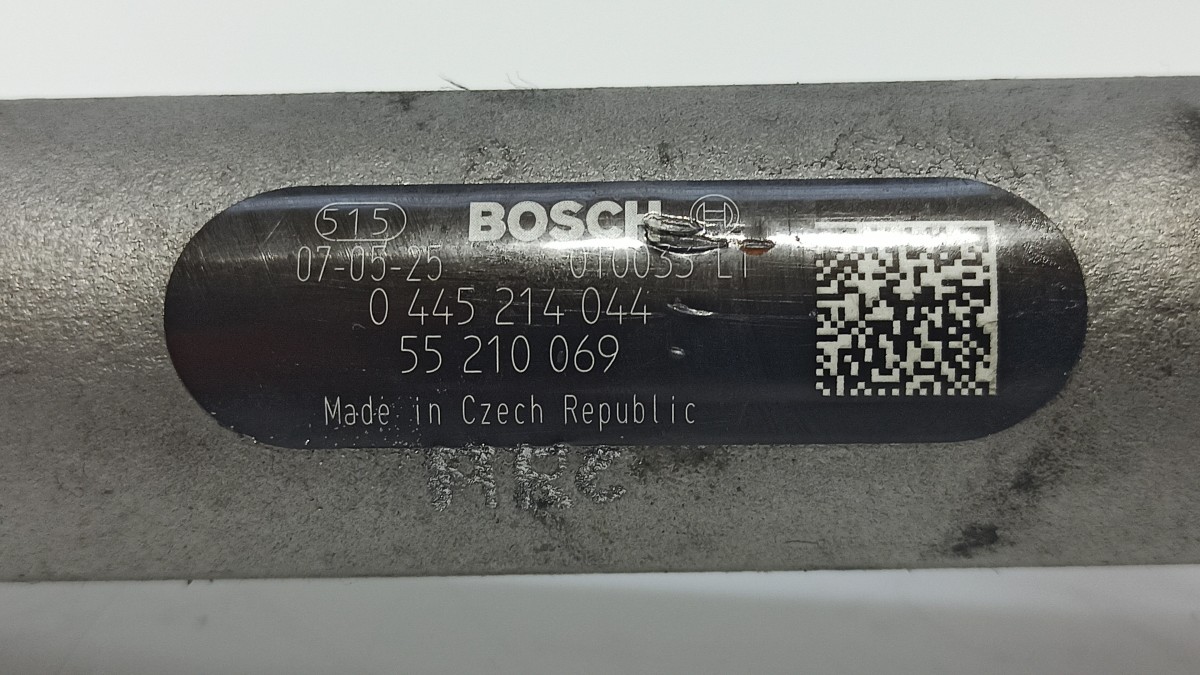 515 BOSCH
07-05-25 010035 L1
0 445 214 044
55 210 069
Made in Czech Republic